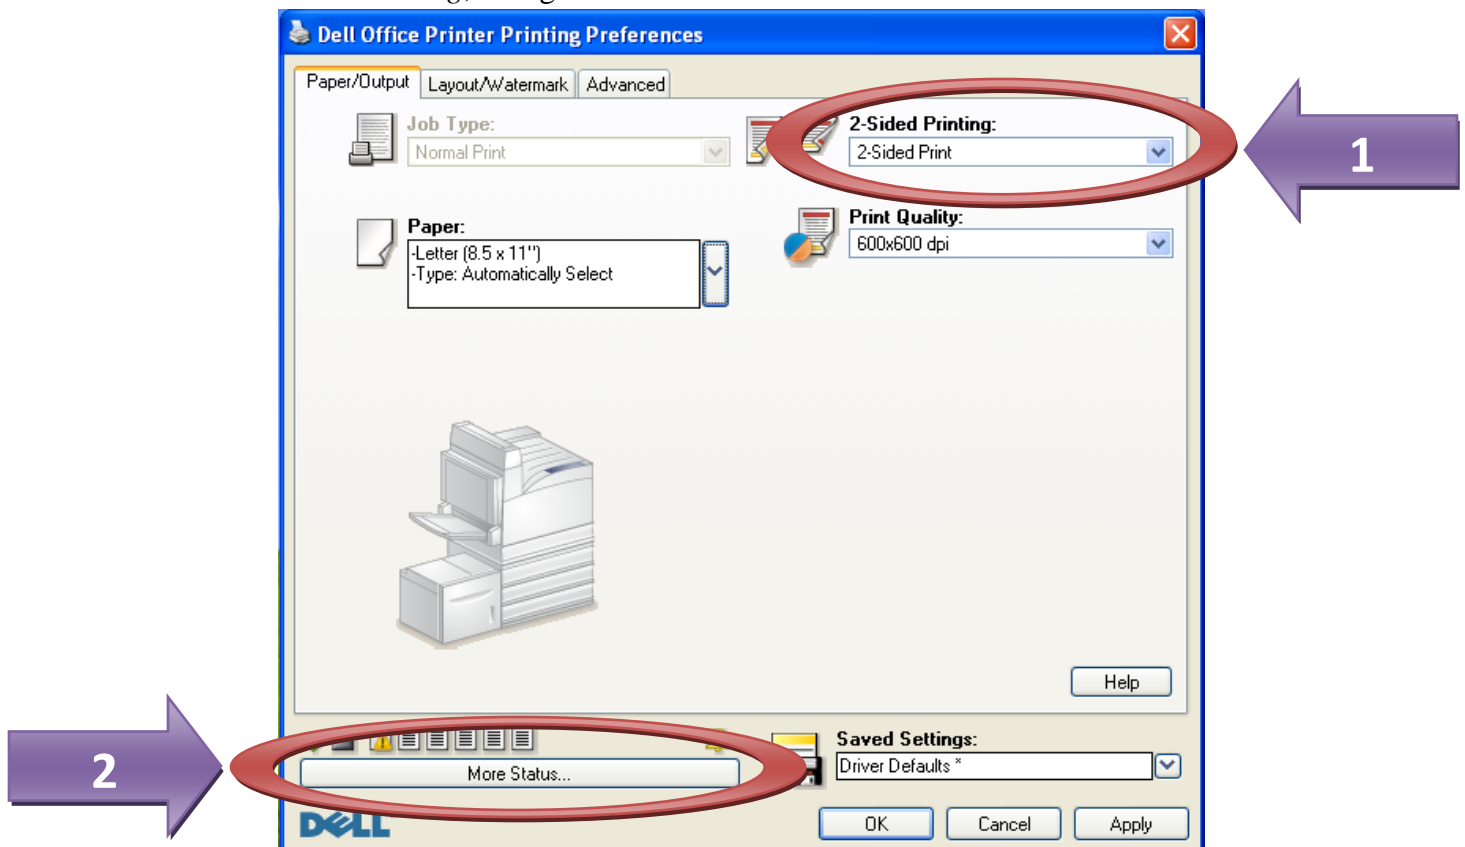 Dell Office Printer Printing Preferences
Paper/Output Layout/Watermark Advanced
Job Type:
Normal Print
2-Sided Printing:
2-Sided Print
1
Paper:
-Letter (8.5 x 11")
-Type: Automatically Select
Print Quality:
600x600 dpi
Help
2
More Status...
Saved Settings:
Driver Defaults *
DELL
OK Cancel Apply